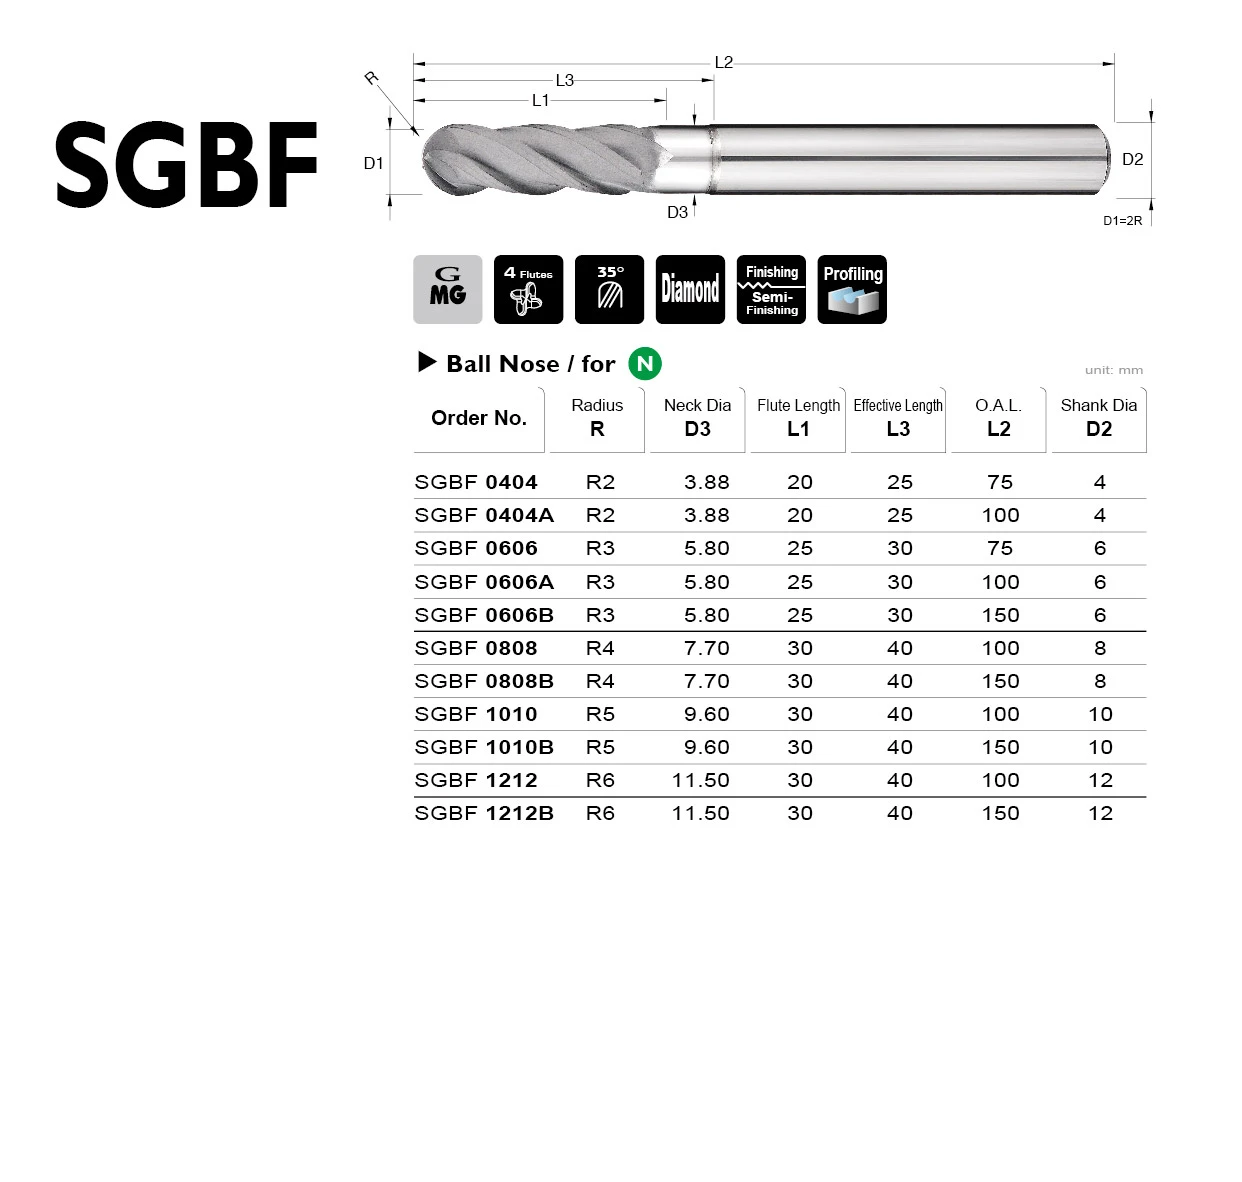 SGBF
L2
L3
L1
R
D1
D2
D3
D1=2R
G
MG
4 Flutes
35°
Diamond
Finishing
Semi-
Finishing
Profiling
Ball Nose / for N
unit: mm
Order No. Radius R Neck Dia D3 Flute Length L1 Effective Length L3 O.A.L. L2 Shank Dia D2
SGBF 0404 R2 3.88 20 25 75 4
SGBF 0404A R2 3.88 20 25 100 4
SGBF 0606 R3 5.80 25 30 75 6
SGBF 0606A R3 5.80 25 30 100 6
SGBF 0606B R3 5.80 25 30 150 6
SGBF 0808 R4 7.70 30 40 100 8
SGBF 0808B R4 7.70 30 40 150 8
SGBF 1010 R5 9.60 30 40 100 10
SGBF 1010B R5 9.60 30 40 150 10
SGBF 1212 R6 11.50 30 40 100 12
SGBF 1212B R6 11.50 30 40 150 12